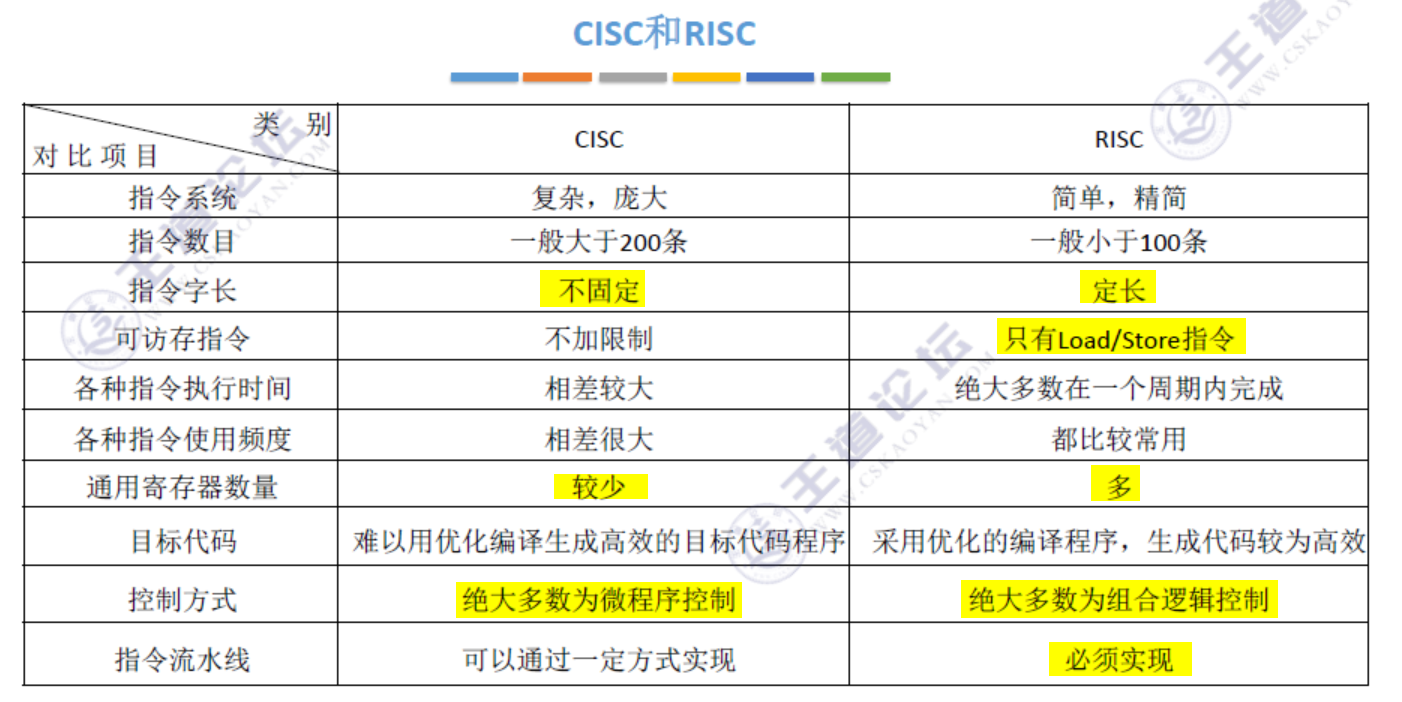 CISC和RISC
类 别
对比项目
CISC
RISC
指令系统
复杂，庞大
简单，精简
指令数目
一般大于200条
一般小于100条
指令字长
不固定
定长
可访存指令
不加限制
只有Load/Store指令
各种指令执行时间
相差较大
绝大多数在一个周期内完成
各种指令使用频度
相差很大
都比较常用
通用寄存器数量
较少
多
目标代码
难以用优化编译生成高效的目标代码程序
采用优化的编译程序，生成代码较为高效
控制方式
绝大多数为微程序控制
绝大多数为组合逻辑控制
指令流水线
可以通过一定方式实现
必须实现
王道论坛
WWW.CSKAOYAN.COM
王道论坛
WWW.CSKAOYAN.COM
王道
WWW.CSKAOY